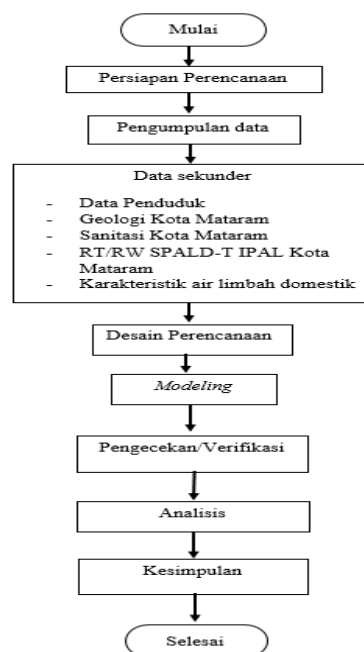 Mulai
Persiapan Perencanaan
Pengumpulan data
Data sekunder
- Data Penduduk
- Geologi Kota Mataram
- Sanitasi Kota Mataram
- RT/RW SPALD-T IPAL Kota
Mataram
- Karakteristik air limbah domestik
Desain Perencanaan
Modeling
Pengecekan/Verifikasi
Analisis
Kesimpulan
Selesai